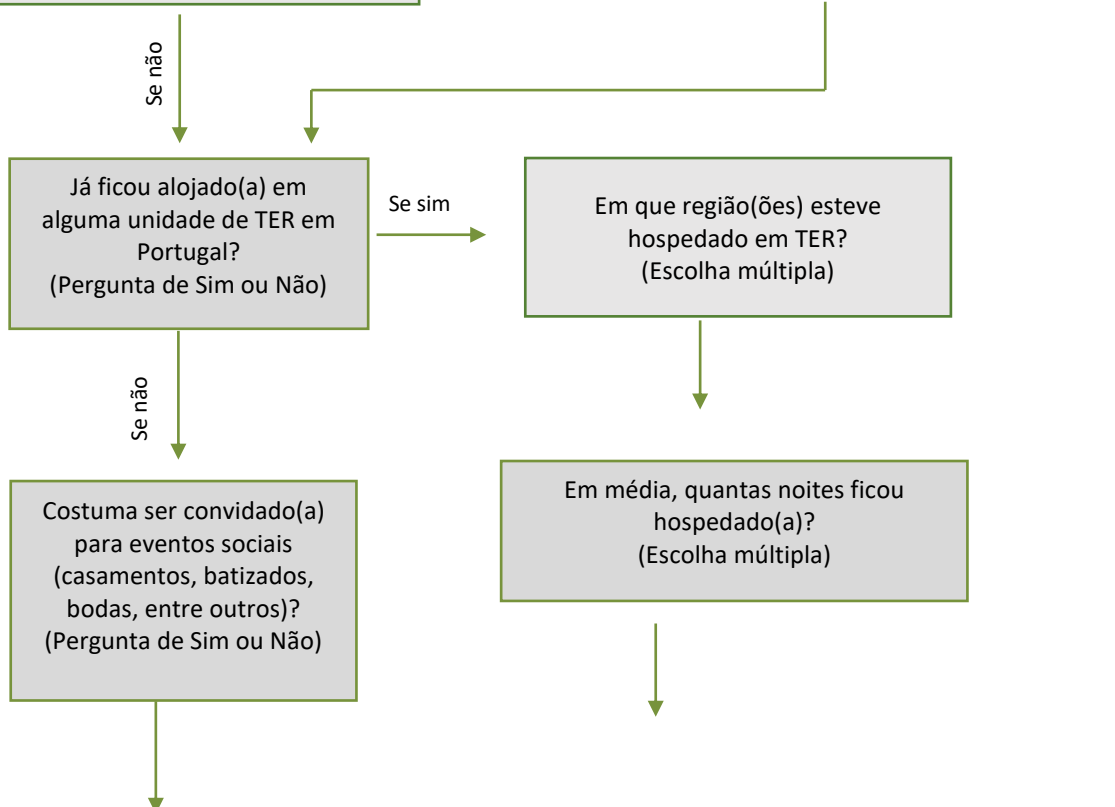 Se não
Já ficou alojado(a) em
alguma unidade de TER em
Portugal?
(Pergunta de Sim ou Não)
Se sim
Em que região(ões) esteve
hospedado em TER?
(Escolha múltipla)
Se não
Costuma ser convidado(a)
para eventos sociais
(casamentos, batizados,
bodas, entre outros)?
(Pergunta de Sim ou Não)
Em média, quantas noites ficou
hospedado(a)?
(Escolha múltipla)